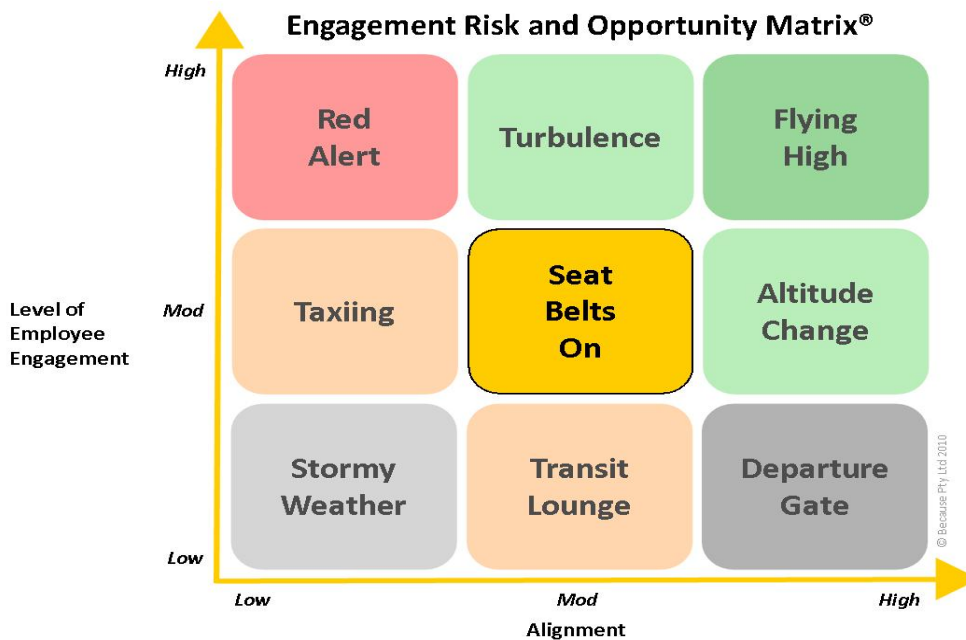 Engagement Risk and Opportunity Matrix®
High
Red
Alert
Turbulence
Flying
High
Level of
Employee
Engagement
Mod
Taxiing
Seat
Belts
On
Altitude
Change
Stormy
Weather
Transit
Lounge
Departure
Gate
© Because Pty Ltd 2010
Low
Low
Mod
High
Alignment